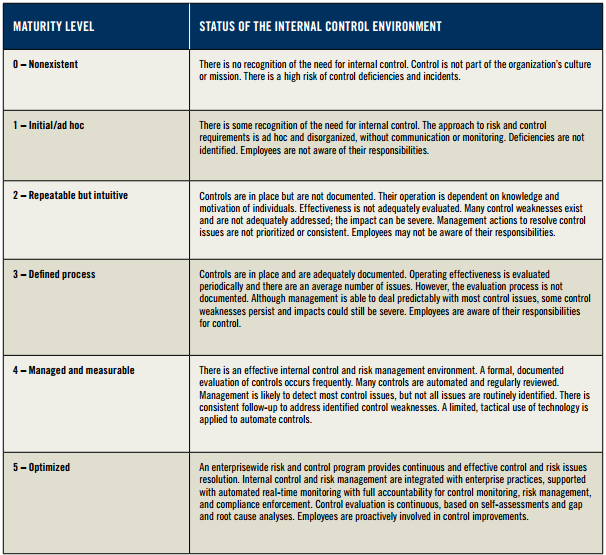 MATURITY LEVEL
STATUS OF THE INTERNAL CONTROL ENVIRONMENT
0 – Nonexistent
There is no recognition of the need for internal control. Control is not part of the organization's culture
or mission. There is a high risk of control deficiencies and incidents.
1 – Initial/ad hoc
There is some recognition of the need for internal control. The approach to risk and control
requirements is ad hoc and disorganized, without communication or monitoring. Deficiencies are not
identified. Employees are not aware of their responsibilities.
2 – Repeatable but intuitive
Controls are in place but are not documented. Their operation is dependent on knowledge and
motivation of individuals. Effectiveness is not adequately evaluated. Many control weaknesses exist
and are not adequately addressed; the impact can be severe. Management actions to resolve control
issues are not prioritized or consistent. Employees may not be aware of their responsibilities.
3 – Defined process
Controls are in place and are adequately documented. Operating effectiveness is evaluated
periodically and there are an average number of issues. However, the evaluation process is not
documented. Although management is able to deal predictably with most control issues, some control
weaknesses persist and impacts could still be severe. Employees are aware of their responsibilities
for control.
4 – Managed and measurable
There is an effective internal control and risk management environment. A formal, documented
evaluation of controls occurs frequently. Many controls are automated and regularly reviewed.
Management is likely to detect most control issues, but not all issues are routinely identified. There is
consistent follow-up to address identified control weaknesses. A limited, tactical use of technology is
applied to automate controls.
5 – Optimized
An enterprisewide risk and control program provides continuous and effective control and risk issues
resolution. Internal control and risk management are integrated with enterprise practices, supported
with automated real-time monitoring with full accountability for control monitoring, risk management,
and compliance enforcement. Control evaluation is continuous, based on self-assessments and gap
and root cause analyses. Employees are proactively involved in control improvements.